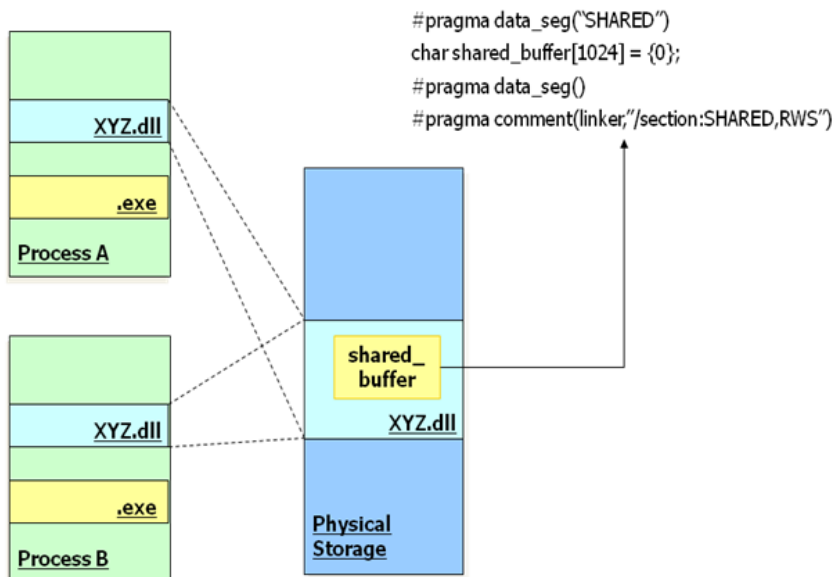 #pragma data_seg("SHARED")
char shared_buffer[1024] = {0};
#pragma data_seg()
#pragma comment(linker,"/section:SHARED,RWS")
XYZ.dll
.exe
Process A
XYZ.dll
.exe
Process B
shared_
buffer
XYZ.dll
Physical
Storage